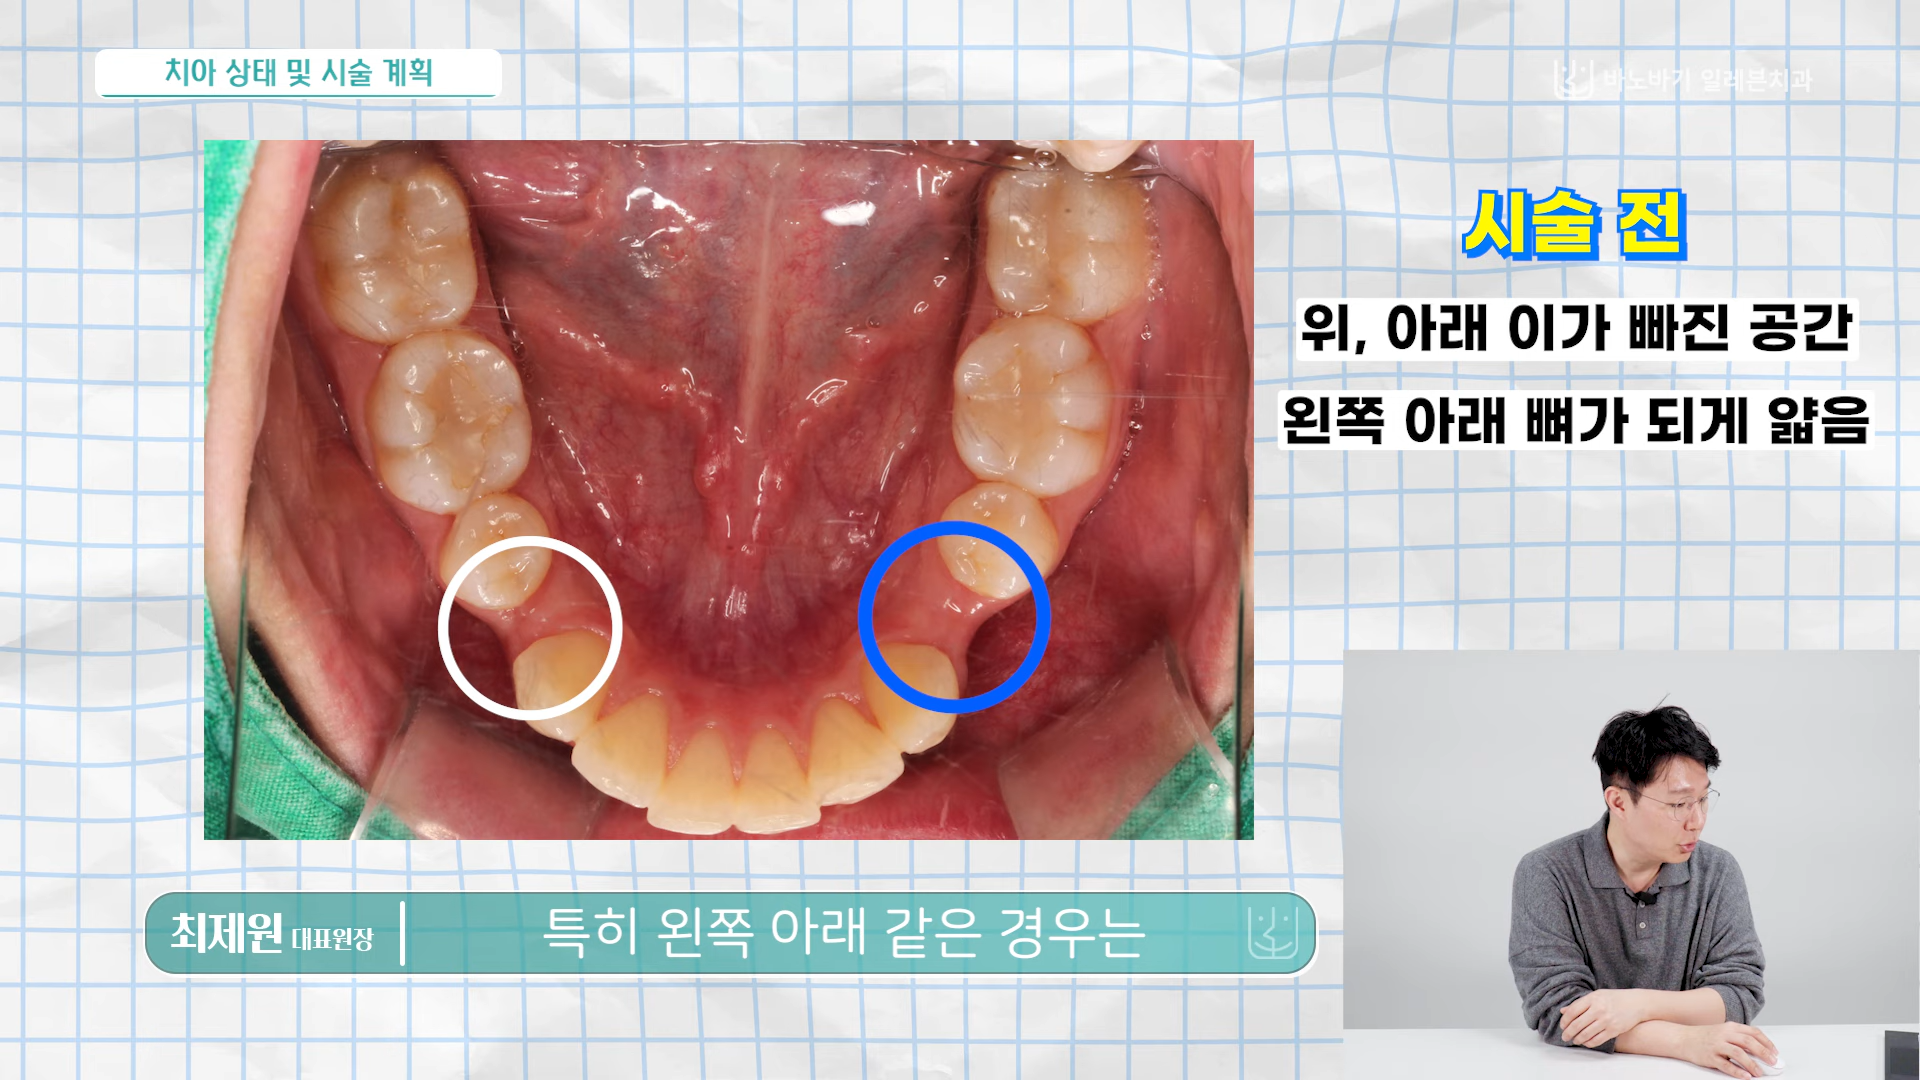 치아 상태 및 시술 계획
바노바기 일레븐치과
시술 전
위, 아래 이가 빠진 공간
왼쪽 아래 뼈가 되게 얇음
최제원 대표원장
특히 왼쪽 아래 같은 경우는